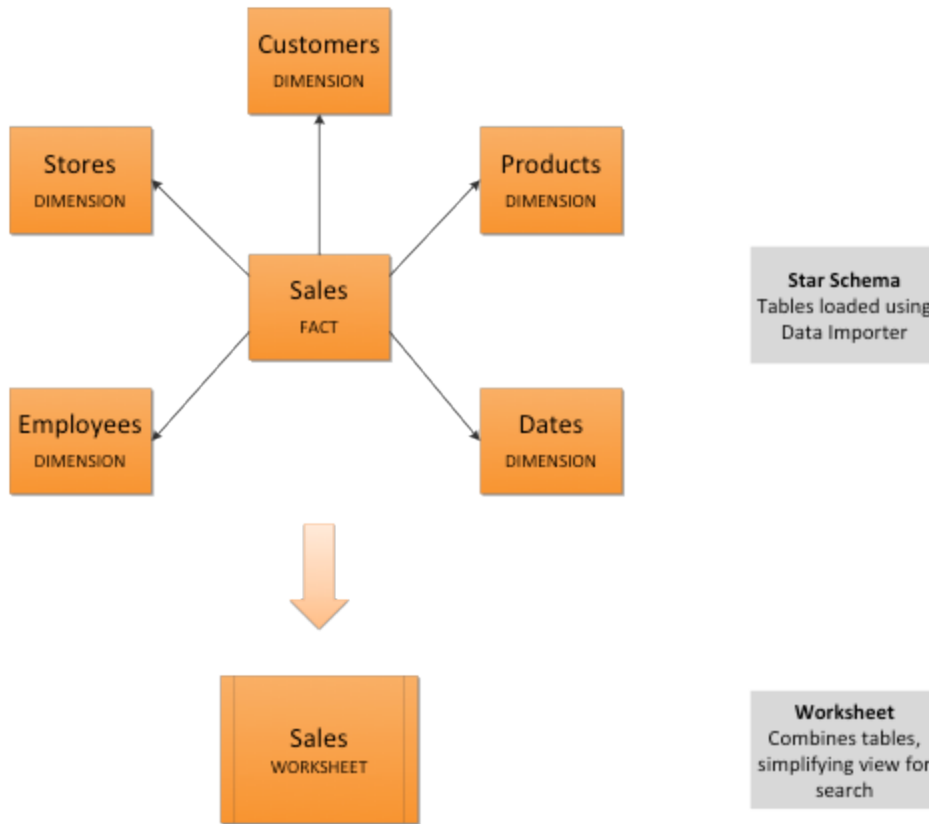 Customers
DIMENSION
Stores
DIMENSION
Products
DIMENSION
Sales
FACT
Star Schema
Tables loaded using
Data Importer
Employees
DIMENSION
Dates
DIMENSION
Sales
WORKSHEET
Worksheet
Combines tables,
simplifying view for
search